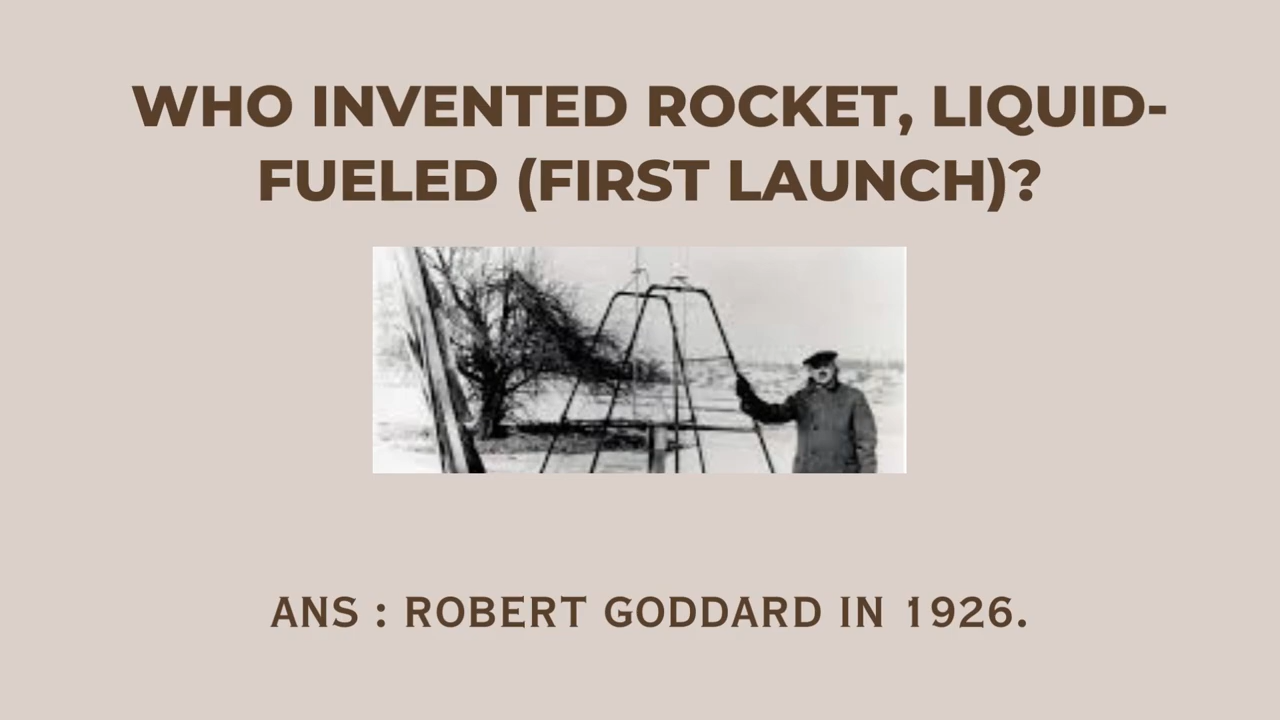 WHO INVENTED ROCKET, LIQUID-
FUELED (FIRST LAUNCH)?
ANS : ROBERT GODDARD IN 1926.